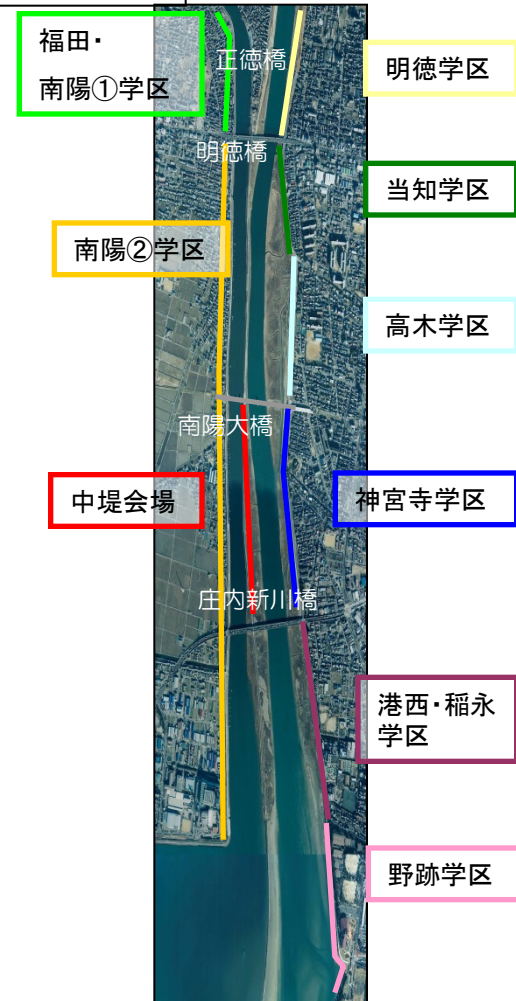 福田・
南陽①学区
正徳橋
明徳学区
明徳橋
当知学区
南陽②学区
高木学区
南陽大橋
中堤会場
神宮寺学区
庄内新川橋
港西・稲永
学区
野跡学区